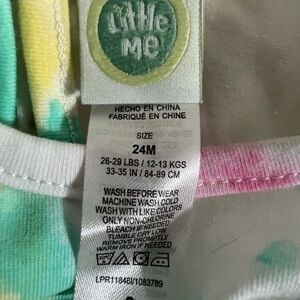 Little
me
HECHO EN CHINA
FABRIQUÉ EN CHINE
SIZE
24M
26-29 LBS / 12-13 KGS
33-35 IN / 84-89 CM
WASH BEFORE WEAR
MACHINE WASH COLD
WASH WITH LIKE COLORS
ONLY NON-CHLORINE
BLEACH IF NEEDED
TUMBLE DRY LOW
REMOVE PROMPTLY
WARM IRON IF NEEDED
LPR11846I/1083789